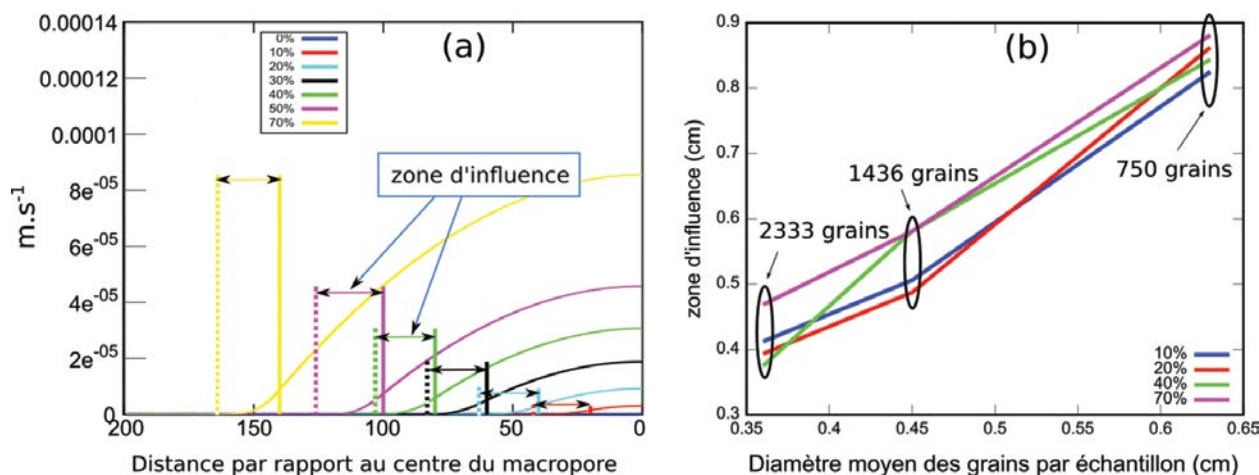 (a)
0.00014
0.00012
0.0001
8e-05
6e-05
4e-05
2e-05
0
m.s-1
0%
10%
20%
30%
40%
50%
70%
zone d'influence
200
150
100
50
0
Distance par rapport au centre du macropore
(b)
0.9
0.8
0.7
0.6
0.5
0.4
0.3
zone d'influence (cm)
2333 grains
1436 grains
750 grains
10%
20%
40%
70%
0.35
0.4
0.45
0.5
0.55
0.6
0.65
Diamètre moyen des grains par échantillon (cm)